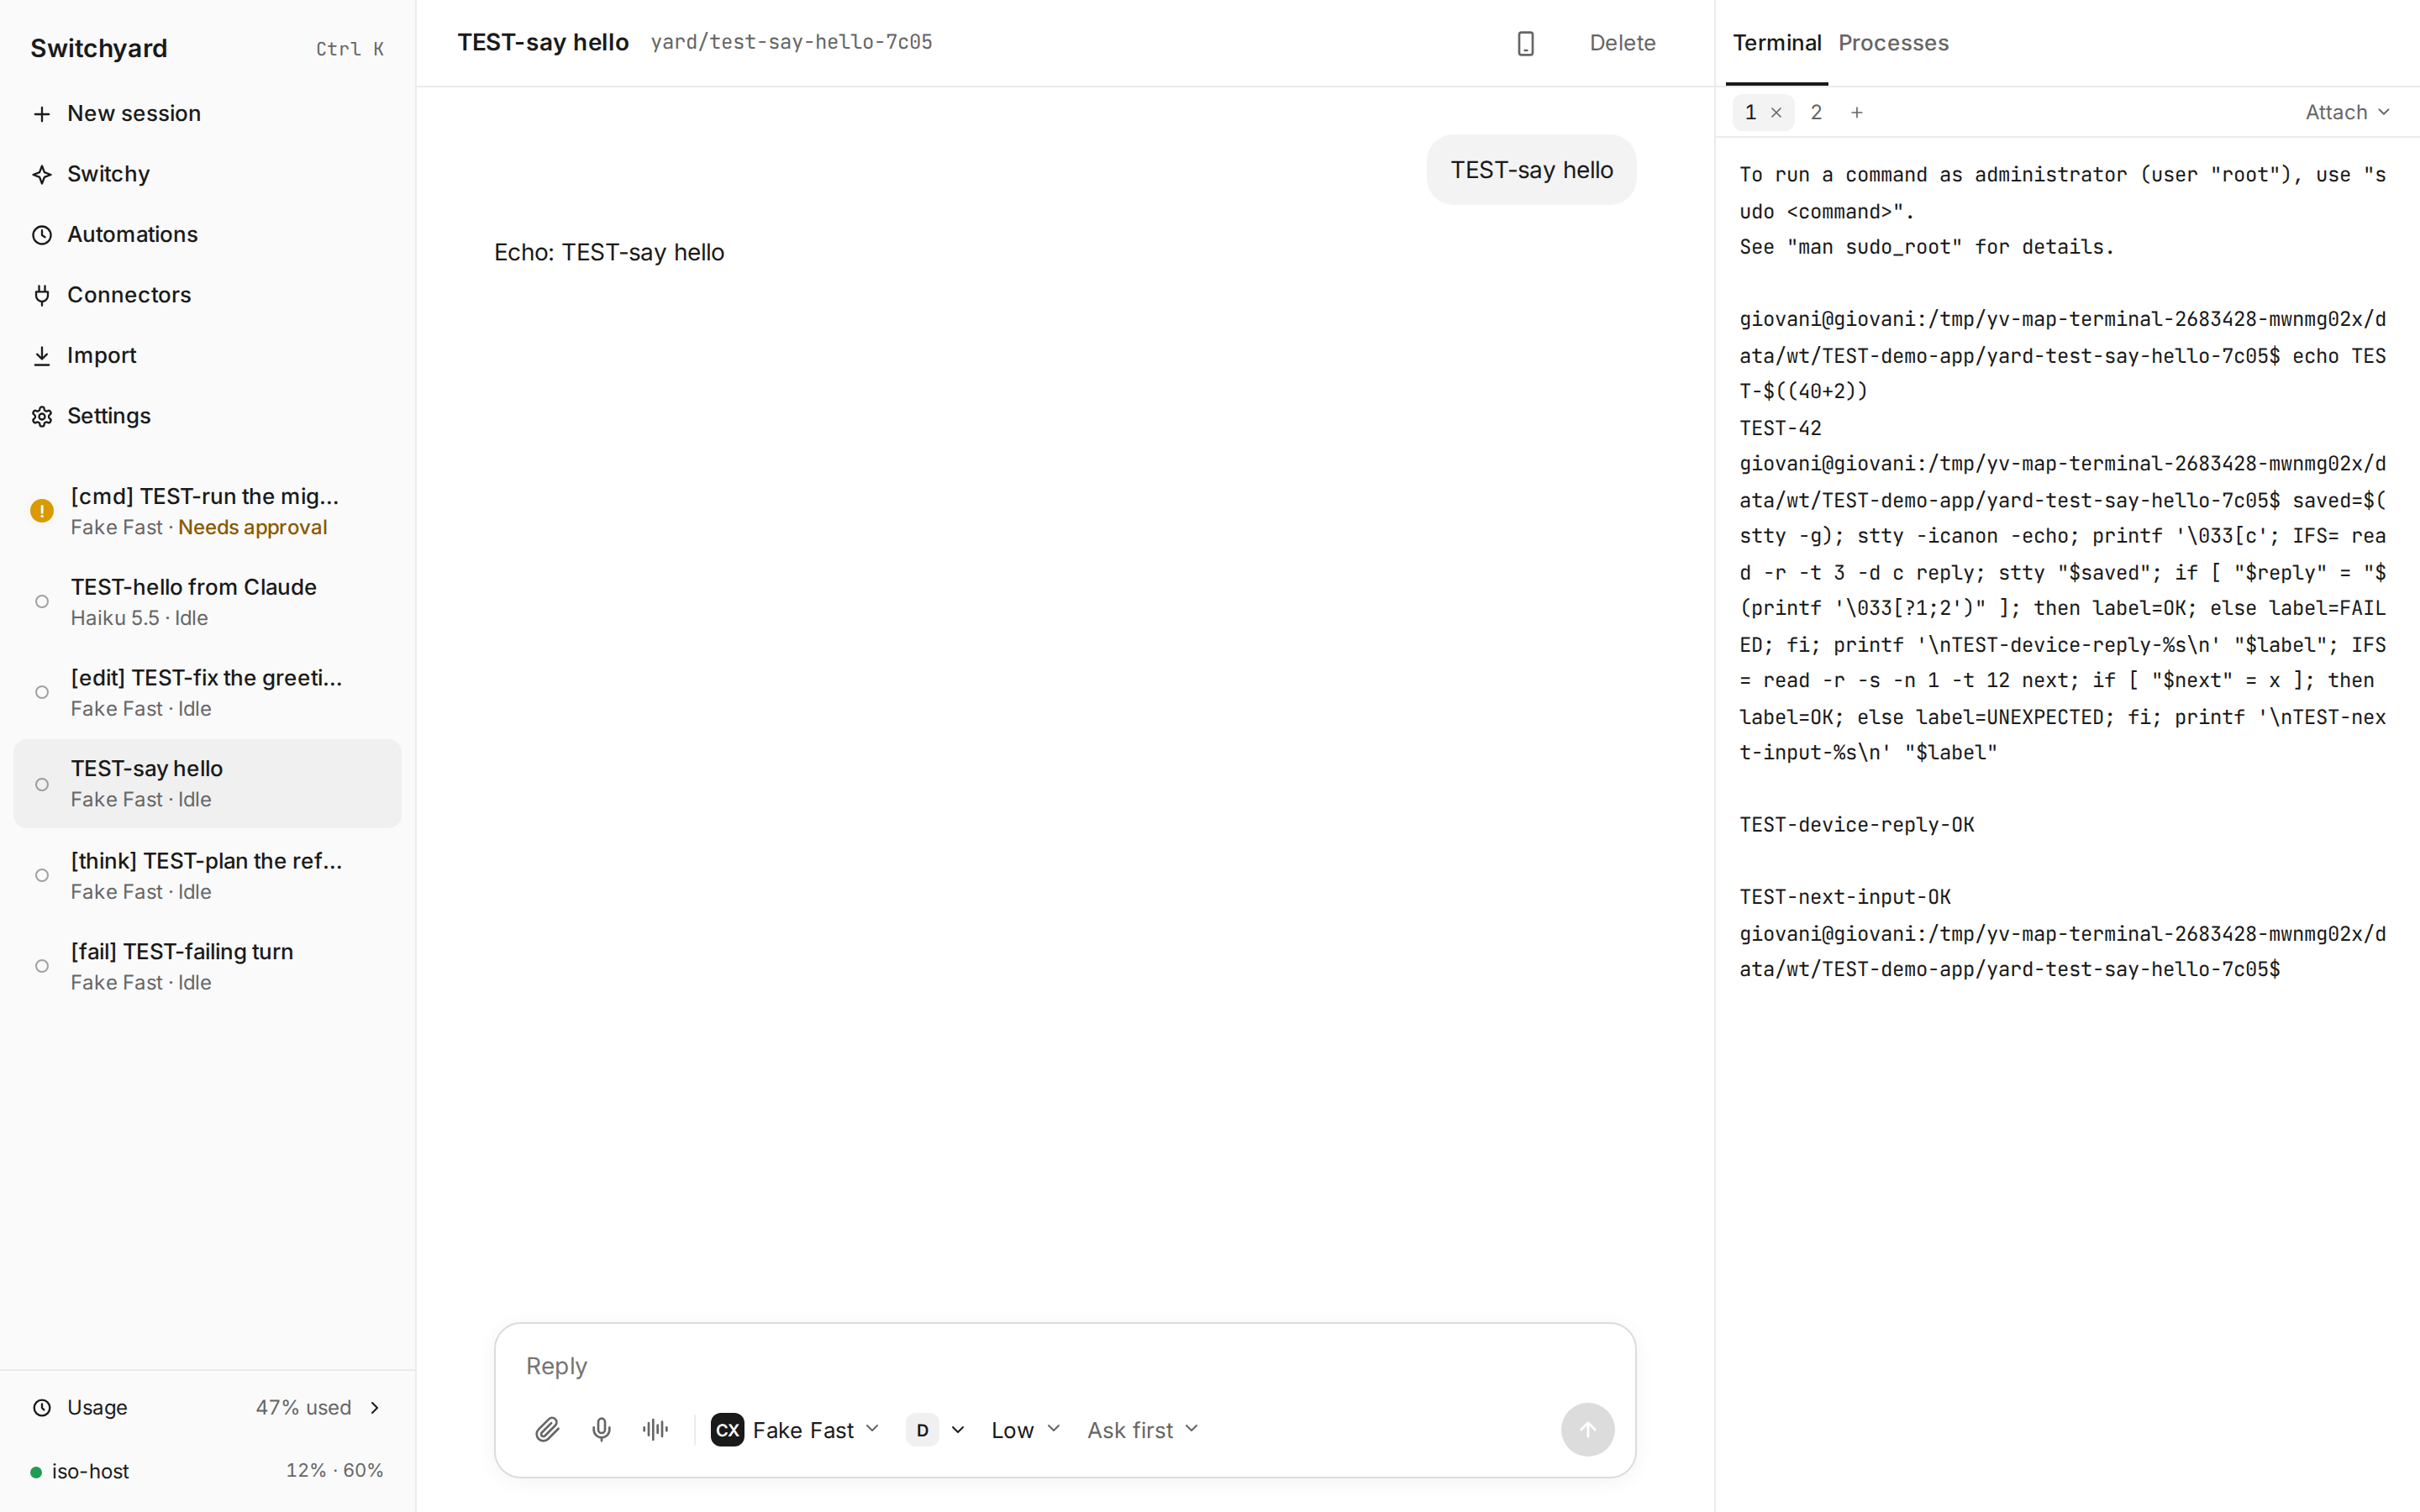 Switchyard
Ctrl K
New session
Switchy
Automations
Connectors
Import
Settings
[cmd] TEST-run the mig...
Fake Fast · Needs approval
TEST-hello from Claude
Haiku 5.5 · Idle
[edit] TEST-fix the greeti...
Fake Fast · Idle
TEST-say hello
Fake Fast · Idle
[think] TEST-plan the ref...
Fake Fast · Idle
[fail] TEST-failing turn
Fake Fast · Idle
Usage 47% used
iso-host 12% · 60%
TEST-say hello yard/test-say-hello-7c05
Delete
TEST-say hello
Echo: TEST-say hello
Reply
CX Fake Fast D Low Ask first
Terminal Processes
1 2 Attach
To run a command as administrator (user "root"), use "s
udo <command>".
See "man sudo_root" for details.
giovani@giovani:/tmp/yv-map-terminal-2683428-mwnmg02x/d
ata/wt/TEST-demo-app/yard-test-say-hello-7c05$ echo TES
T-$((40+2))
TEST-42
giovani@giovani:/tmp/yv-map-terminal-2683428-mwnmg02x/d
ata/wt/TEST-demo-app/yard-test-say-hello-7c05$ saved=$(
stty -g); stty -icanon -echo; printf '\033[c'; IFS= rea
d -r -t 3 -d c reply; stty "$saved"; if [ "$reply" = "$
(printf '\033[?1;2')" ]; then label=OK; else label=FAIL
ED; fi; printf '\nTEST-device-reply-%s\n' "$label"; IFS
= read -r -s -n 1 -t 12 next; if [ "$next" = x ]; then
label=OK; else label=UNEXPECTED; fi; printf '\nTEST-nex
t-input-%s\n' "$label"
TEST-device-reply-OK
TEST-next-input-OK
giovani@giovani:/tmp/yv-map-terminal-2683428-mwnmg02x/d
ata/wt/TEST-demo-app/yard-test-say-hello-7c05$